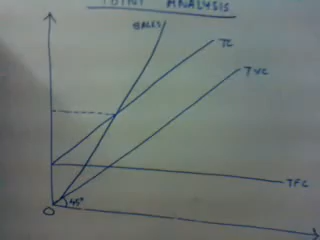 POINT ANALYSIS
SALES
TC
TVC
TFC
45°
O